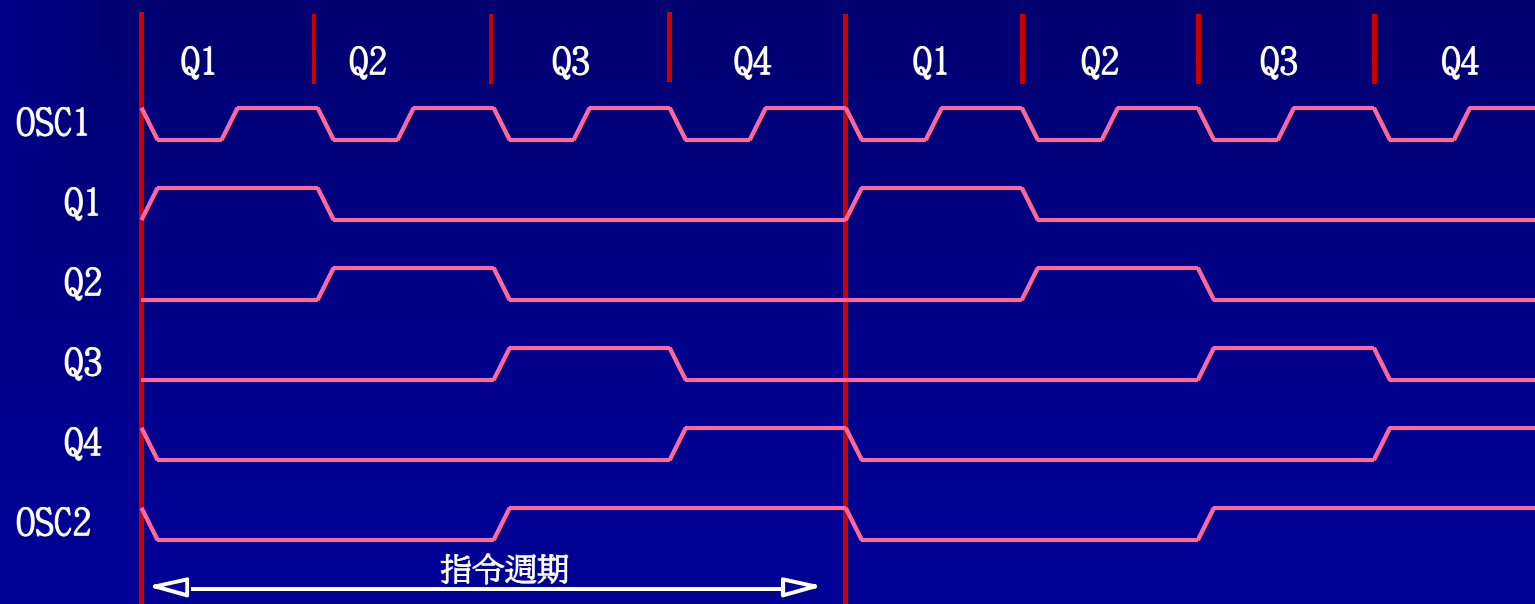 Q1 Q2 Q3 Q4 Q1 Q2 Q3 Q4
OSC1
Q1
Q2
Q3
Q4
OSC2
指令週期